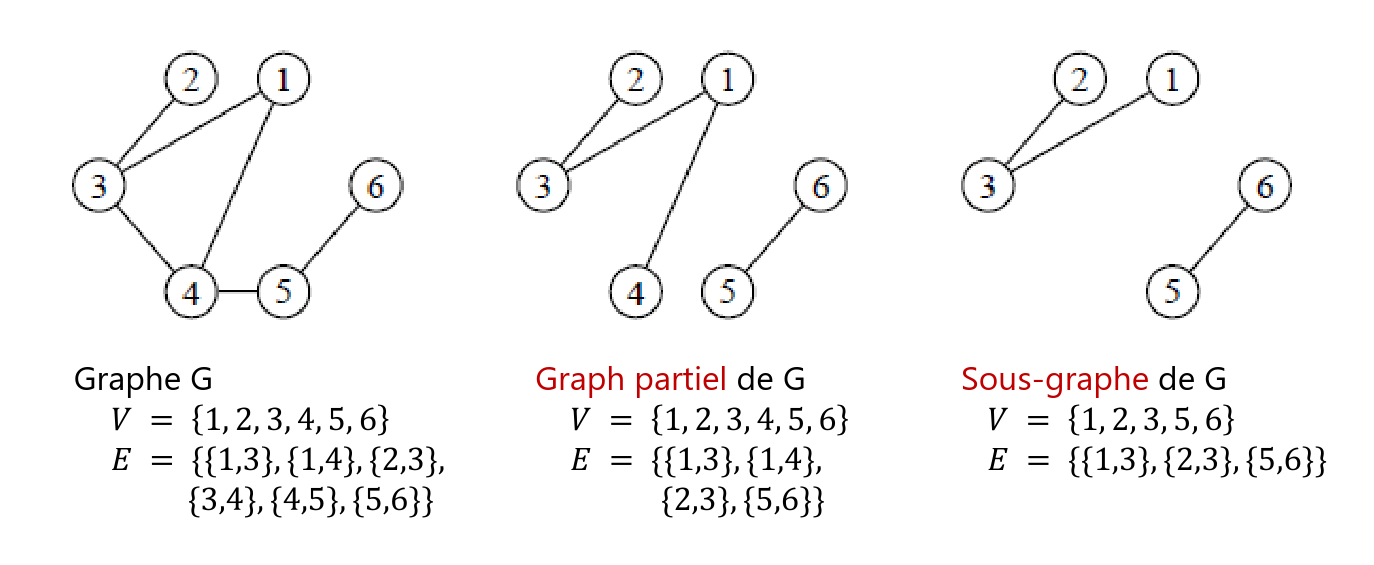 2 1
3 6
4 5
2 1
3 6
4 5
2 1
3 6
5
Graphe G
V = {1, 2, 3, 4, 5, 6}
E = {{1,3}, {1,4}, {2,3},
{3,4}, {4,5}, {5,6}}
Graph partiel de G
V = {1, 2, 3, 4, 5, 6}
E = {{1,3}, {1,4},
{2,3}, {5,6}}
Sous-graphe de G
V = {1, 2, 3, 5, 6}
E = {{1,3}, {2,3}, {5,6}}